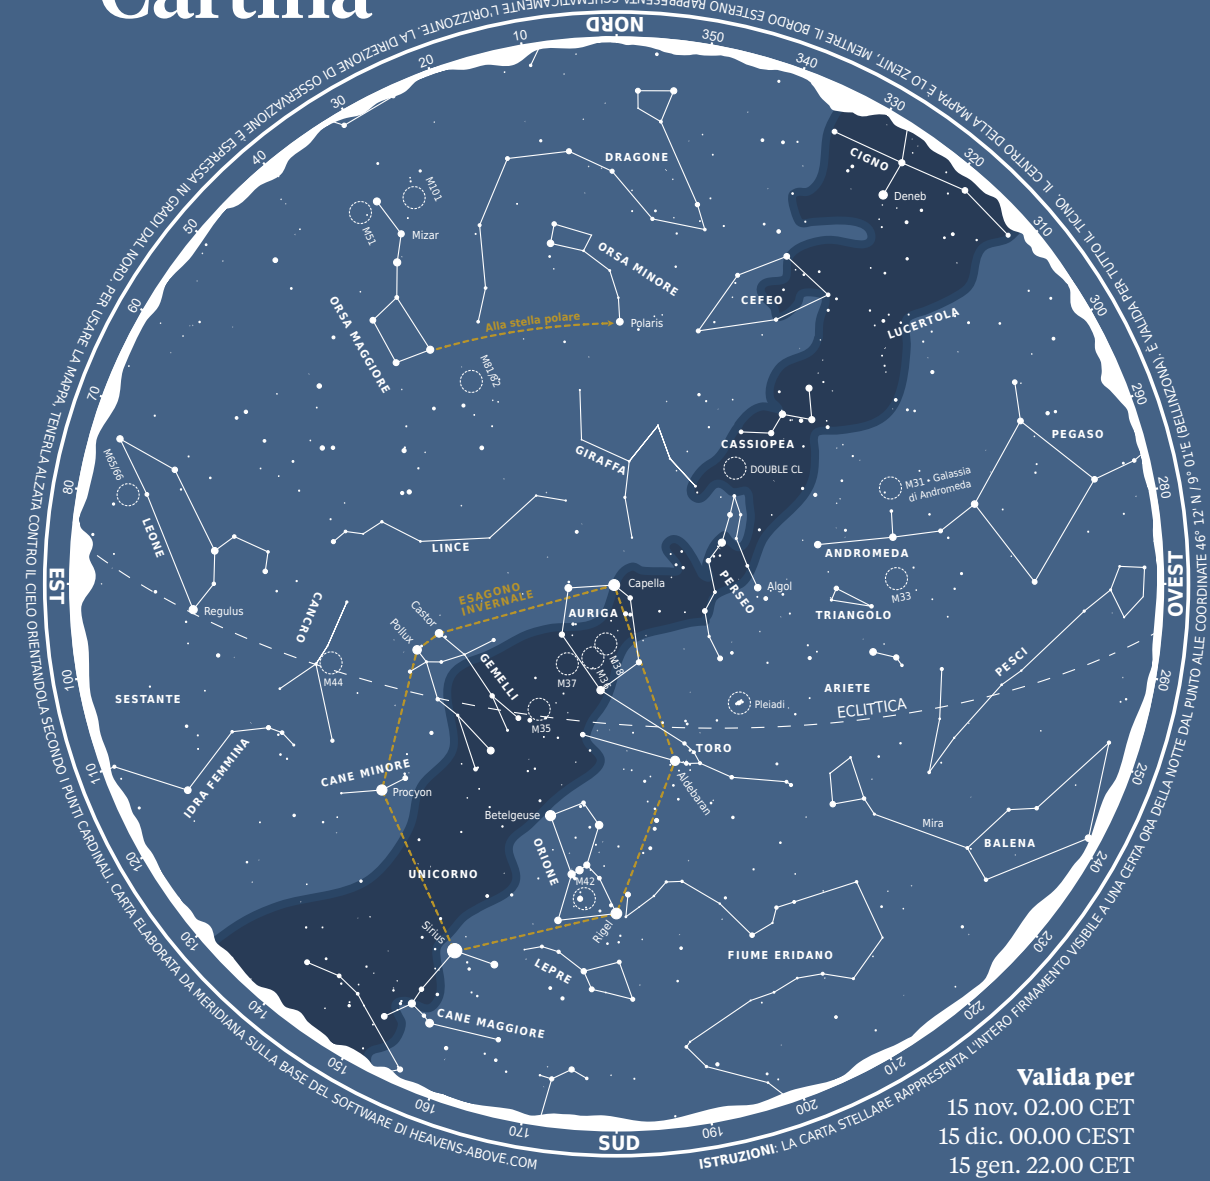 Cartina
ISTRUZIONI: LA CARTA STELLARE RAPPRESENTA L'INTERO FIRMAMENTO VISIBILE A UNA CERTA ORA DELLA NOTTE DAL PUNTO ALLE COORDINATE 46° 12' N / 9° 01' E (BELLINZONA), È VALIDA PER TUTTO IL TICINO. IL CENTRO DELLA MAPPA È LO ZENIT, MENTRE IL BORDO ESTERNO RAPPRESENTA SCHEMATICAMENTE L'ORIZZONTE. LA DIREZIONE DI OSSERVAZIONE È ESPRESSA IN GRADI DAL NORD. PER USARE LA MAPPA, TENERLA ALZATA CONTRO IL CIELO ORIENTANDOLA SECONDO I PUNTI CARDINALI. CARTA ELABORATA DA MERIDIANA SULLA BASE DEL SOFTWARE DI HEAVENS-ABOVE.COM
NORD
10
20
30
40
50
60
70
80
EST
100
110
120
130
140
150
160
170
SUD
190
200
210
220
230
240
250
260
OVEST
280
290
300
310
320
330
340
350
DRAGONE
CIGNO
Deneb
M101
M51
Mizar
ORSA MINORE
CEFEO
ORSA MAGGIORE
Alla stella polare
Polaris
LUCERTOLA
M81/82
GIRAFFA
CASSIOPEA
DOUBLE CL
PEGASO
M31 - Galassia
di Andromeda
M65/66
LEONE
LINCE
ANDROMEDA
Regulus
CANCRO
ESAGONO
INVERNALE
Capella
PERSEO
Algol
M33
TRIANGOLO
Castor
Pollux
AURIGA
M38
M36
M37
GEMELLI
M44
M35
SESTANTE
PESCI
ARIETE
Pleiadi
ECLITTICA
IDRA FEMMINA
CANE MINORE
Procyon
TORO
Aldebaran
Betelgeuse
ORIONE
M42
Mira
BALENA
UNICORNO
Sirius
Rigel
FIUME ERIDANO
LEPRE
CANE MAGGIORE
Valida per
15 nov. 02.00 CET
15 dic. 00.00 CEST
15 gen. 22.00 CET